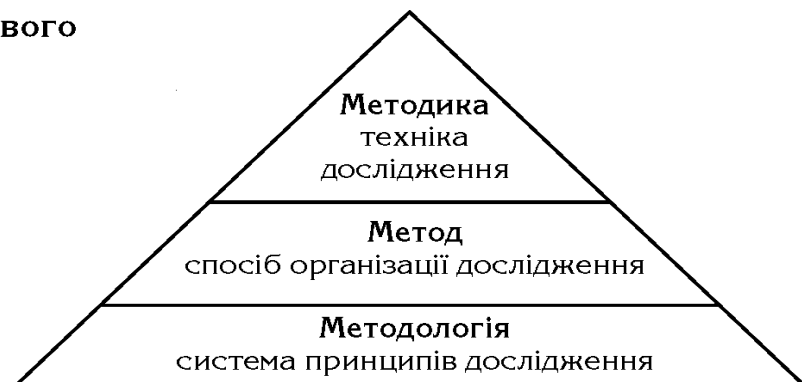 вого
Методика
техніка
дослідження
Метод
спосіб організації дослідження
Методологія
система принципів дослідження